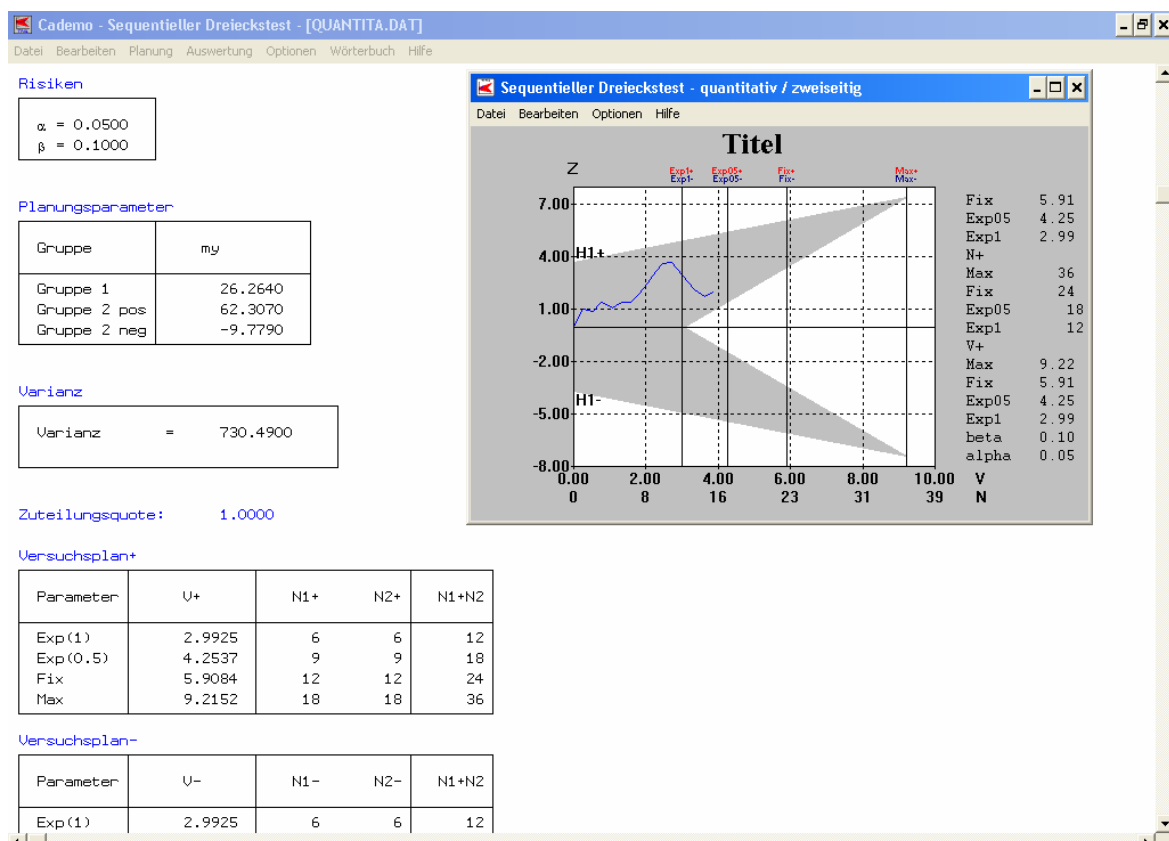 Cademo - Sequentieller Dreieckstest - [QUANTITA.DAT]
Datei Bearbeiten Planung Auswertung Optionen Wörterbuch Hilfe
Risiken
α = 0.0500
β = 0.1000
Planungsparameter
Gruppe my
Gruppe 1 26.2640
Gruppe 2 pos 62.3070
Gruppe 2 neg -9.7790
Varianz
Varianz = 730.4900
Zuteilungsquote: 1.0000
Versuchsplan+
Parameter V+ N1+ N2+ N1+N2
Exp(1) 2.9925 6 6 12
Exp(0.5) 4.2537 9 9 18
Fix 5.9084 12 12 24
Max 9.2152 18 18 36
Versuchsplan-
Parameter V- N1- N2- N1+N2
Exp(1) 2.9925 6 6 12
Sequentieller Dreieckstest - quantitativ / zweiseitig
Datei Bearbeiten Optionen Hilfe
Titel
Z
Exp1+ Exp05+ Fix+ Max+
Exp1- Exp05- Fix- Max-
7.00
4.00
1.00
-2.00
-5.00
-8.00
H1+
H1-
0.00 2.00 4.00 6.00 8.00 10.00 V
0 8 16 23 31 39 N
Fix 5.91
Exp05 4.25
Exp1 2.99
N+
Max 36
Fix 24
Exp05 18
Exp1 12
V+
Max 9.22
Fix 5.91
Exp05 4.25
Exp1 2.99
beta 0.10
alpha 0.05